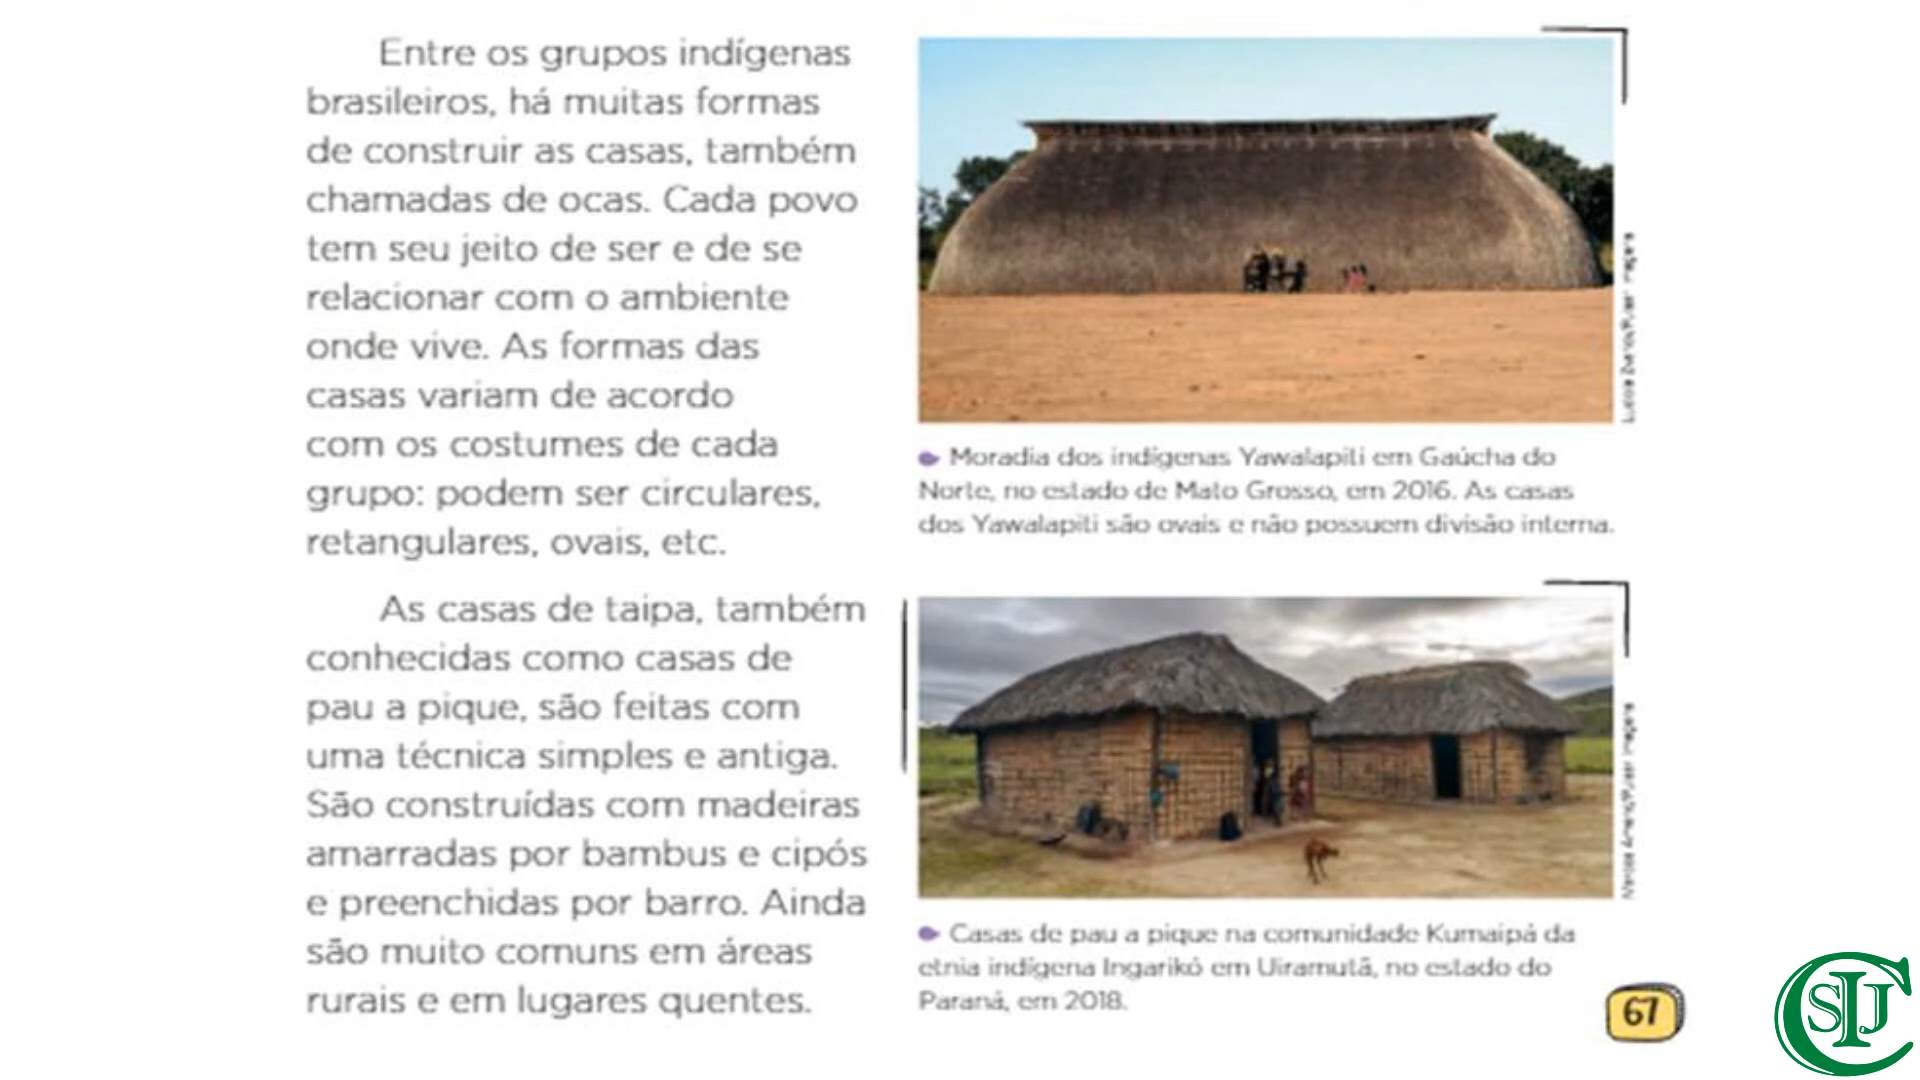 Entre os grupos indígenas
brasileiros, há muitas formas
de construir as casas, também
chamadas de ocas. Cada povo
tem seu jeito de ser e de se
relacionar com o ambiente
onde vive. As formas das
casas variam de acordo
com os costumes de cada
grupo: podem ser circulares,
retangulares, ovais, etc.
As casas de taipa, também
conhecidas como casas de
pau a pique, são feitas com
uma técnica simples e antiga.
São construídas com madeiras
amarradas por bambus e cipós
e preenchidas por barro. Ainda
são muito comuns em áreas
rurais e em lugares quentes.
Moradia dos indígenas Yawalapiti em Gaúcha do
Norte, no estado de Mato Grosso, em 2016. As casas
dos Yawalapiti são ovais e não possuem divisão interna.
Casas de pau a pique na comunidade Kumaipá da
etnia indígena Ingarikó em Uiramutã, no estado do
Paraná, em 2018.
67
CSIJ